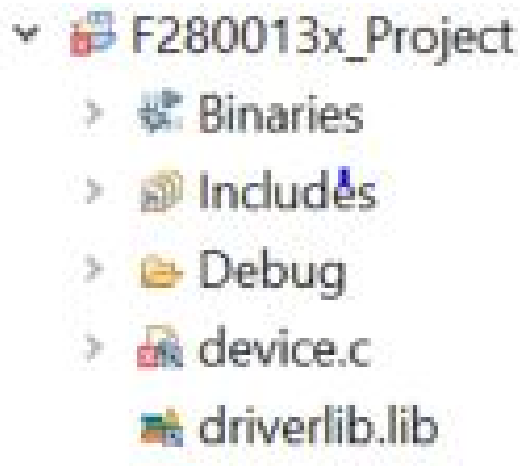 F280013x_Project
Binaries
Includes
Debug
device.c
driverlib.lib